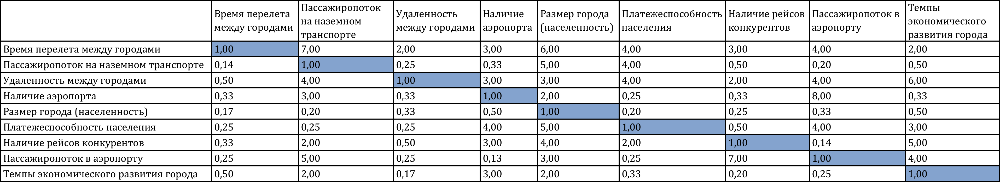 Время перелета между городами	Пассажиропоток на наземном транспорте	Удаленность между городами	Наличие аэропорта	Размер города (населенность)	Платежеспособность населения	Наличие рейсов конкурентов	Пассажиропоток в аэропорту	Темпы экономического развития города
Время перелета между городами	1,00	7,00	2,00	3,00	6,00	4,00	3,00	4,00	2,00
Пассажиропоток на наземном транспорте	0,14	1,00	0,25	0,33	5,00	4,00	0,50	0,20	0,50
Удаленность между городами	0,50	4,00	1,00	3,00	3,00	4,00	2,00	4,00	6,00
Наличие аэропорта	0,33	3,00	0,33	1,00	2,00	0,25	0,33	8,00	0,33
Размер города (населенность)	0,17	0,20	0,33	0,50	1,00	0,20	0,25	0,33	0,50
Платежеспособность населения	0,25	0,25	0,25	4,00	5,00	1,00	0,50	4,00	3,00
Наличие рейсов конкурентов	0,33	2,00	0,50	3,00	4,00	2,00	1,00	0,14	5,00
Пассажиропоток в аэропорту	0,25	5,00	0,25	0,13	3,00	0,25	7,00	1,00	4,00
Темпы экономического развития города	0,50	2,00	0,17	3,00	2,00	0,33	0,20	0,25	1,00